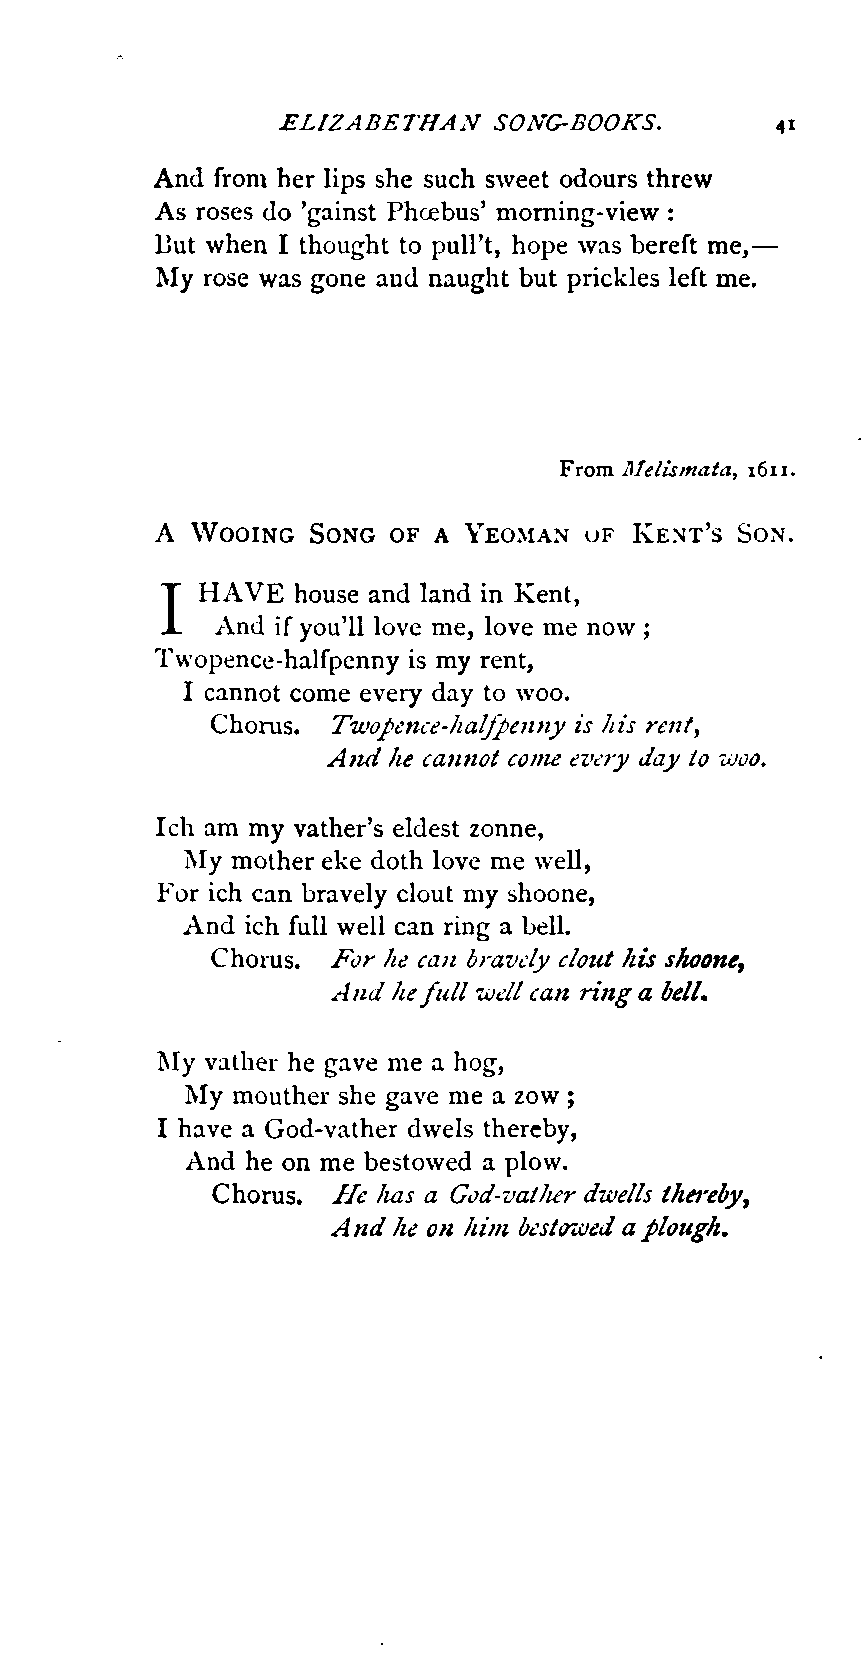 ELIZABETHAN SONG-BOOKS. 41
And from her lips she such sweet odours threw
As roses do 'gainst Phœbus' morning-view :
But when I thought to pull't, hope was bereft me,—
My rose was gone and naught but prickles left me.
From Melismata, 1611.
A WOOING SONG OF A YEOMAN OF KENT'S SON.
I HAVE house and land in Kent,
And if you'll love me, love me now ;
Twopence-halfpenny is my rent,
I cannot come every day to woo.
Chorus. Twopence-halfpenny is his rent,
And he cannot come every day to woo.
Ich am my vather's eldest zonne,
My mother eke doth love me well,
For ich can bravely clout my shoone,
And ich full well can ring a bell.
Chorus. For he can bravely clout his shoone,
And he full well can ring a bell.
My vather he gave me a hog,
My mouther she gave me a zow ;
I have a God-vather dwels thereby,
And he on me bestowed a plow.
Chorus. He has a God-vather dwells thereby,
And he on him bestowed a plough.